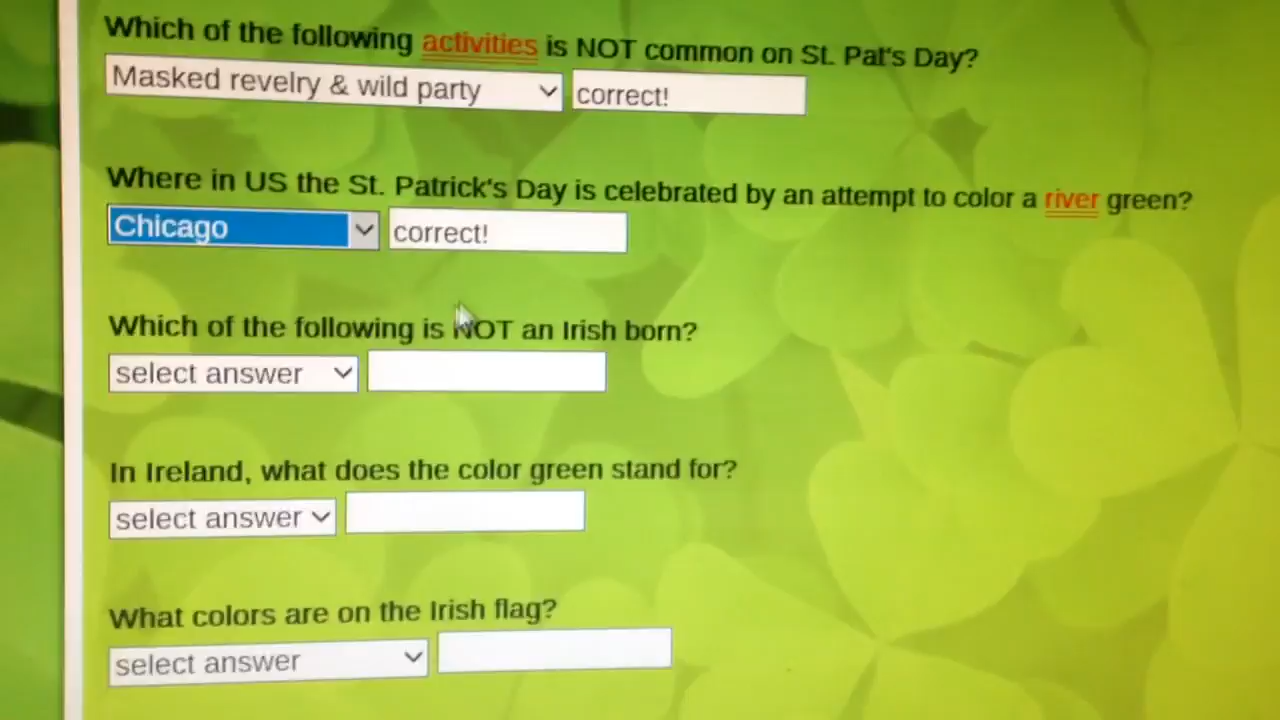 Which of the following activities is NOT common on St. Pat's Day?
Masked revelry & wild party correct!
Where in US the St. Patrick's Day is celebrated by an attempt to color a river green?
Chicago correct!
Which of the following is NOT an Irish born?
select answer
In Ireland, what does the color green stand for?
select answer
What colors are on the Irish flag?
select answer